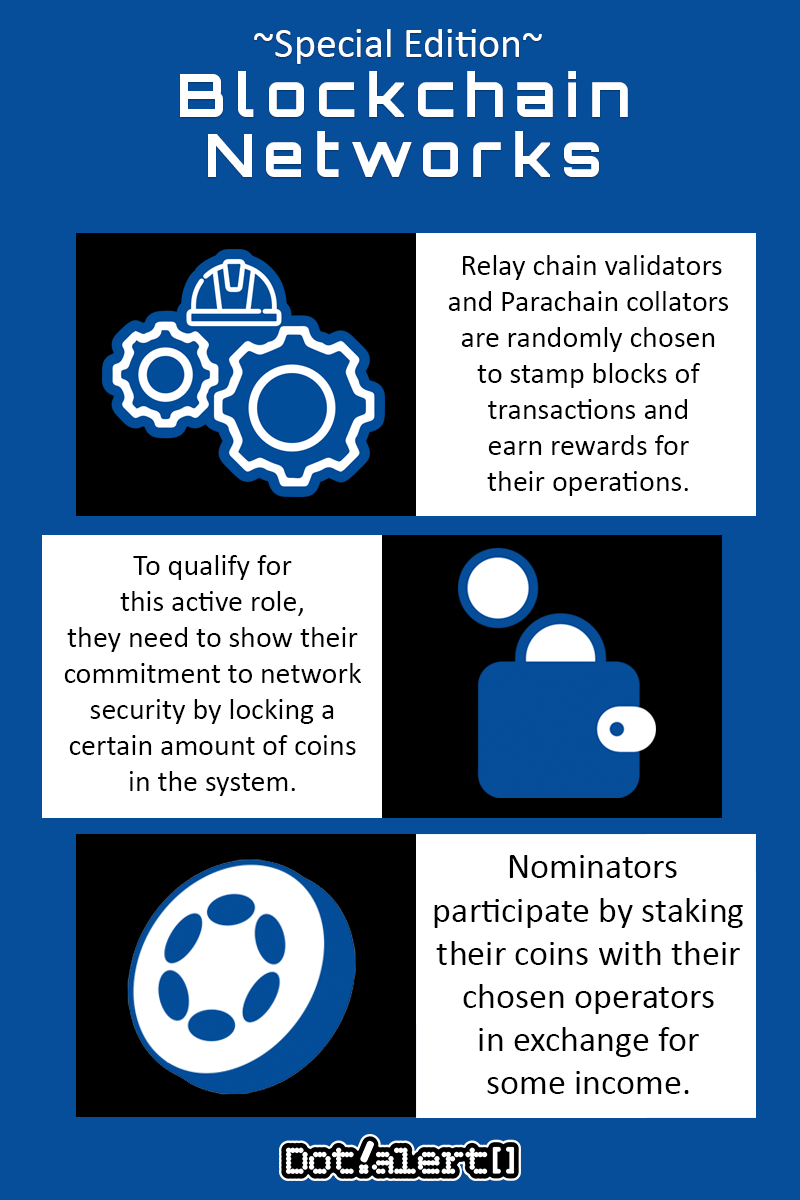 ~Special Edition~
Blockchain
Networks
Relay chain validators
and Parachain collators
are randomly chosen
to stamp blocks of
transactions and
earn rewards for
their operations.
To qualify for
this active role,
they need to show their
commitment to network
security by locking a
certain amount of coins
in the system.
Nominators
participate by staking
their coins with their
chosen operators
in exchange for
some income.
Dot!alert[]